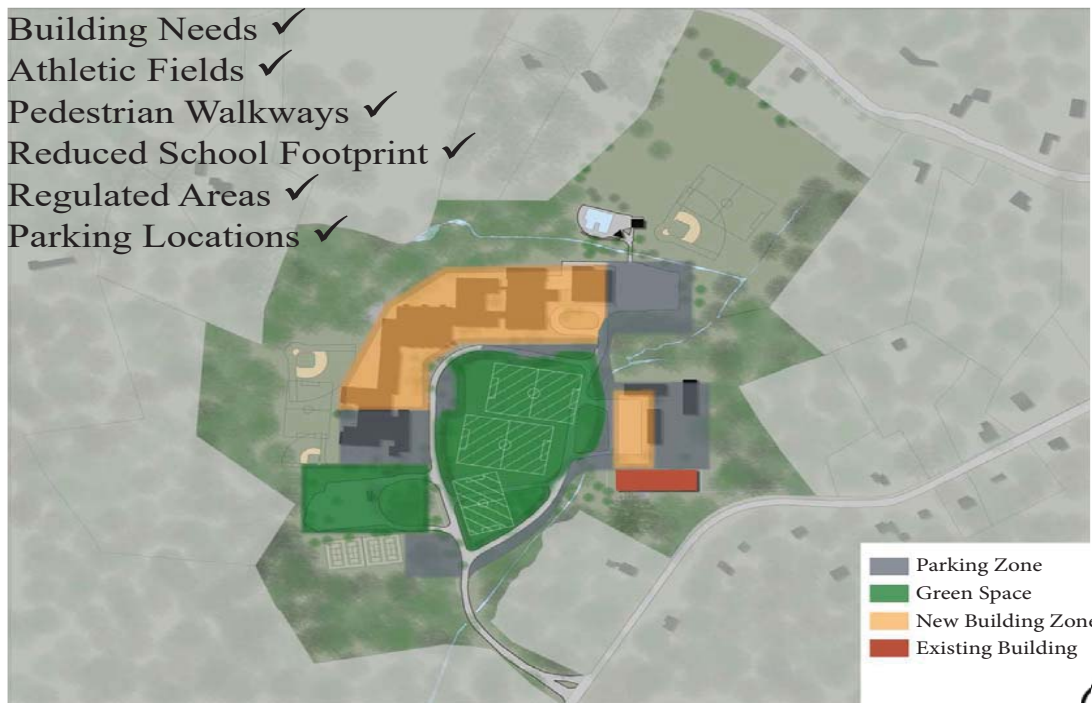 Building Needs ✓
Athletic Fields ✓
Pedestrian Walkways ✓
Reduced School Footprint ✓
Regulated Areas ✓
Parking Locations ✓
Parking Zone
Green Space
New Building Zone
Existing Building